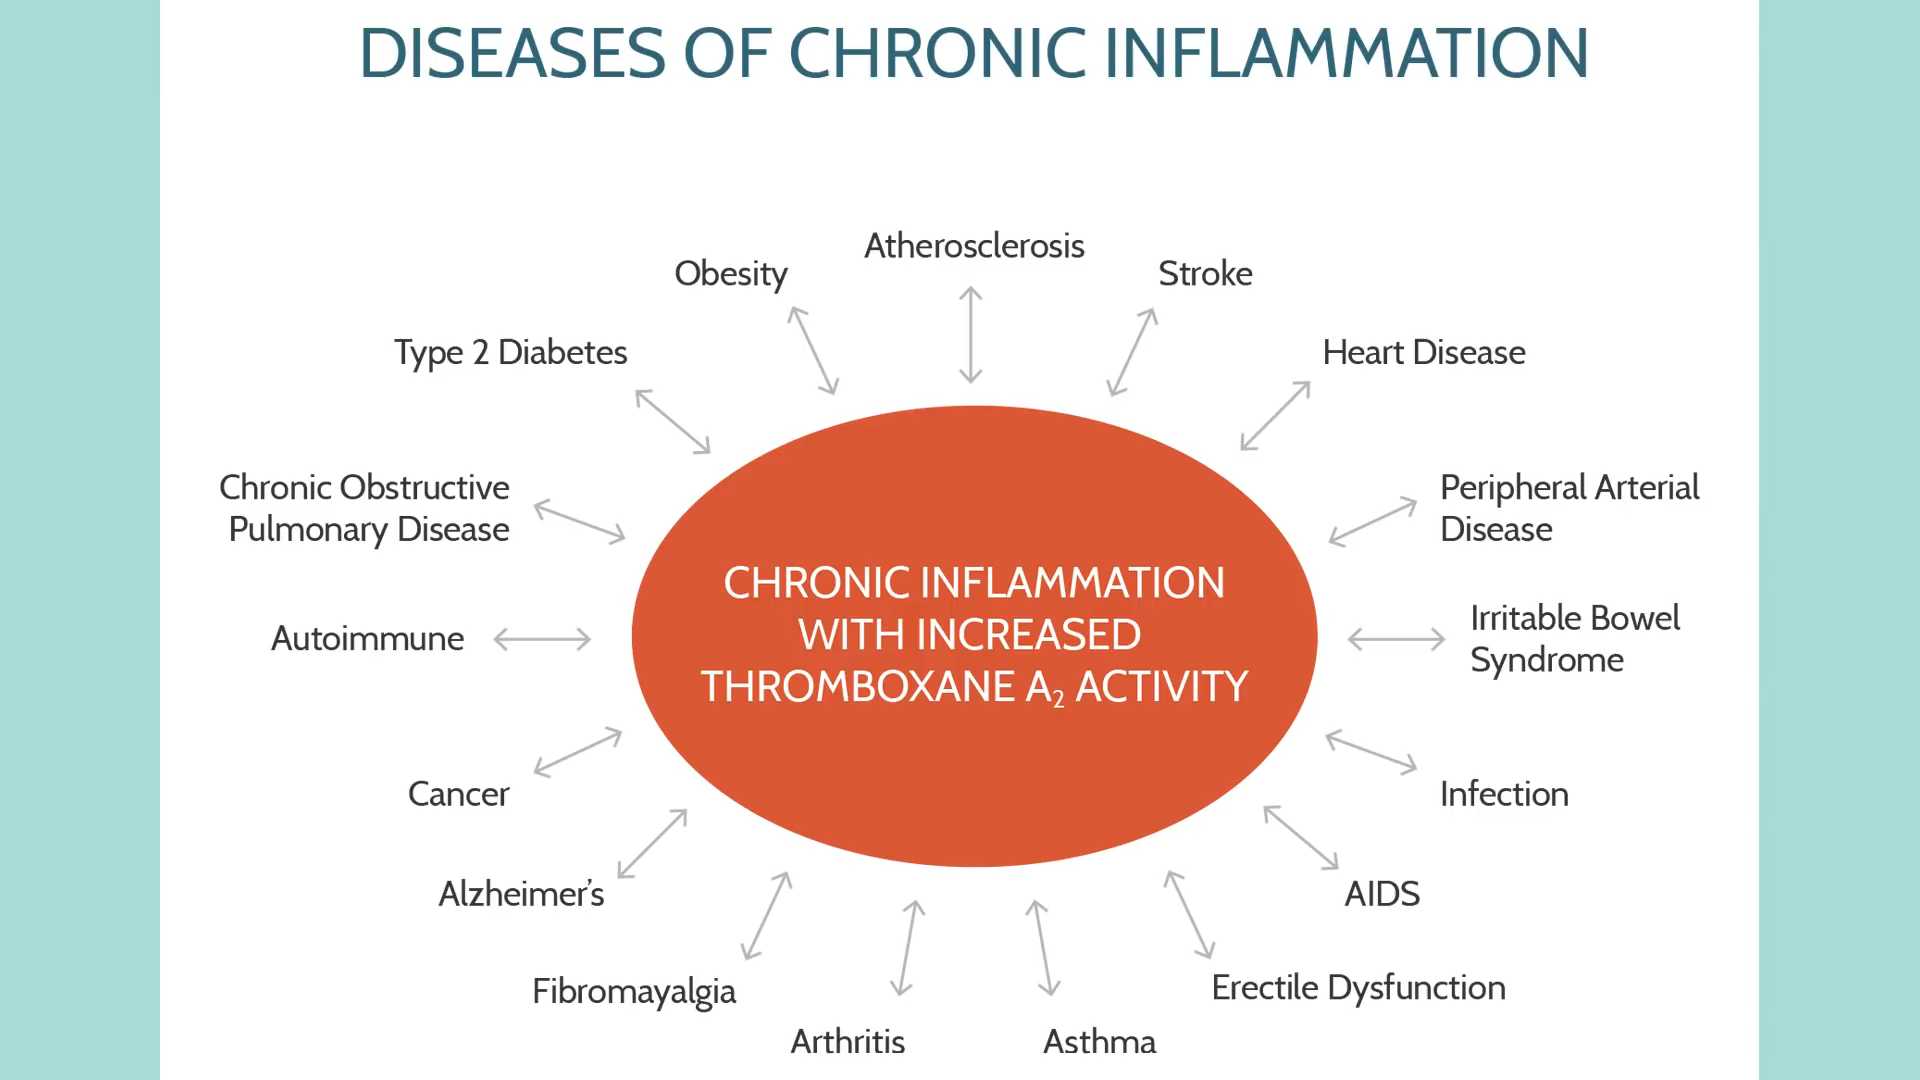 DISEASES OF CHRONIC INFLAMMATION
Atherosclerosis
Obesity
Stroke
Type 2 Diabetes
Heart Disease
Chronic Obstructive
Pulmonary Disease
Peripheral Arterial
Disease
CHRONIC INFLAMMATION
WITH INCREASED
THROMBOXANE A₂ ACTIVITY
Autoimmune
Irritable Bowel
Syndrome
Cancer
Infection
Alzheimer's
AIDS
Fibromayalgia
Erectile Dysfunction
Arthritis
Asthma